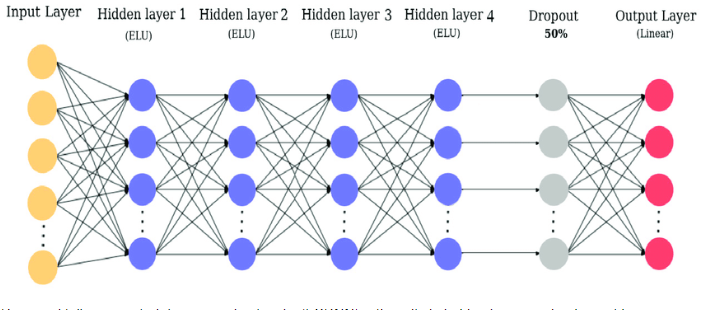 Input Layer Hidden layer 1 Hidden layer 2 Hidden layer 3 Hidden layer 4 Dropout Output Layer
(ELU) (ELU) (ELU) (ELU) 50% (Linear)